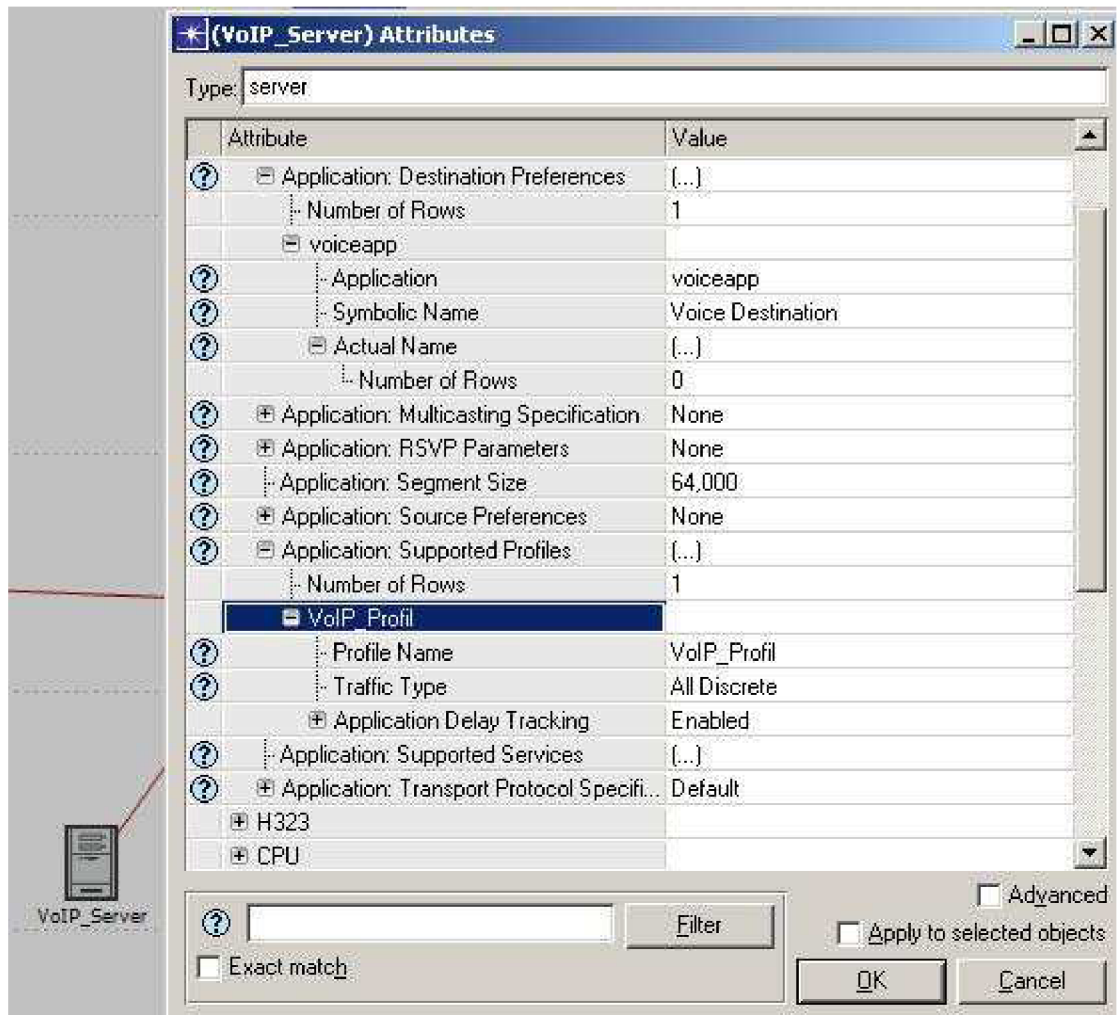 (VoIP_Server) Attributes
Type: server
Attribute Value
Application: Destination Preferences (...)
Number of Rows 1
voiceapp
Application voiceapp
Symbolic Name Voice Destination
Actual Name (...)
Number of Rows 0
Application: Multicasting Specification None
Application: RSVP Parameters None
Application: Segment Size 64,000
Application: Source Preferences None
Application: Supported Profiles (...)
Number of Rows 1
VoIP_Profil
Profile Name VoIP_Profil
Traffic Type All Discrete
Application Delay Tracking Enabled
Application: Supported Services (...)
Application: Transport Protocol Specifi... Default
H323
CPU
VoIP_Server
Advanced
Filter
Apply to selected objects
Exact match
OK Cancel